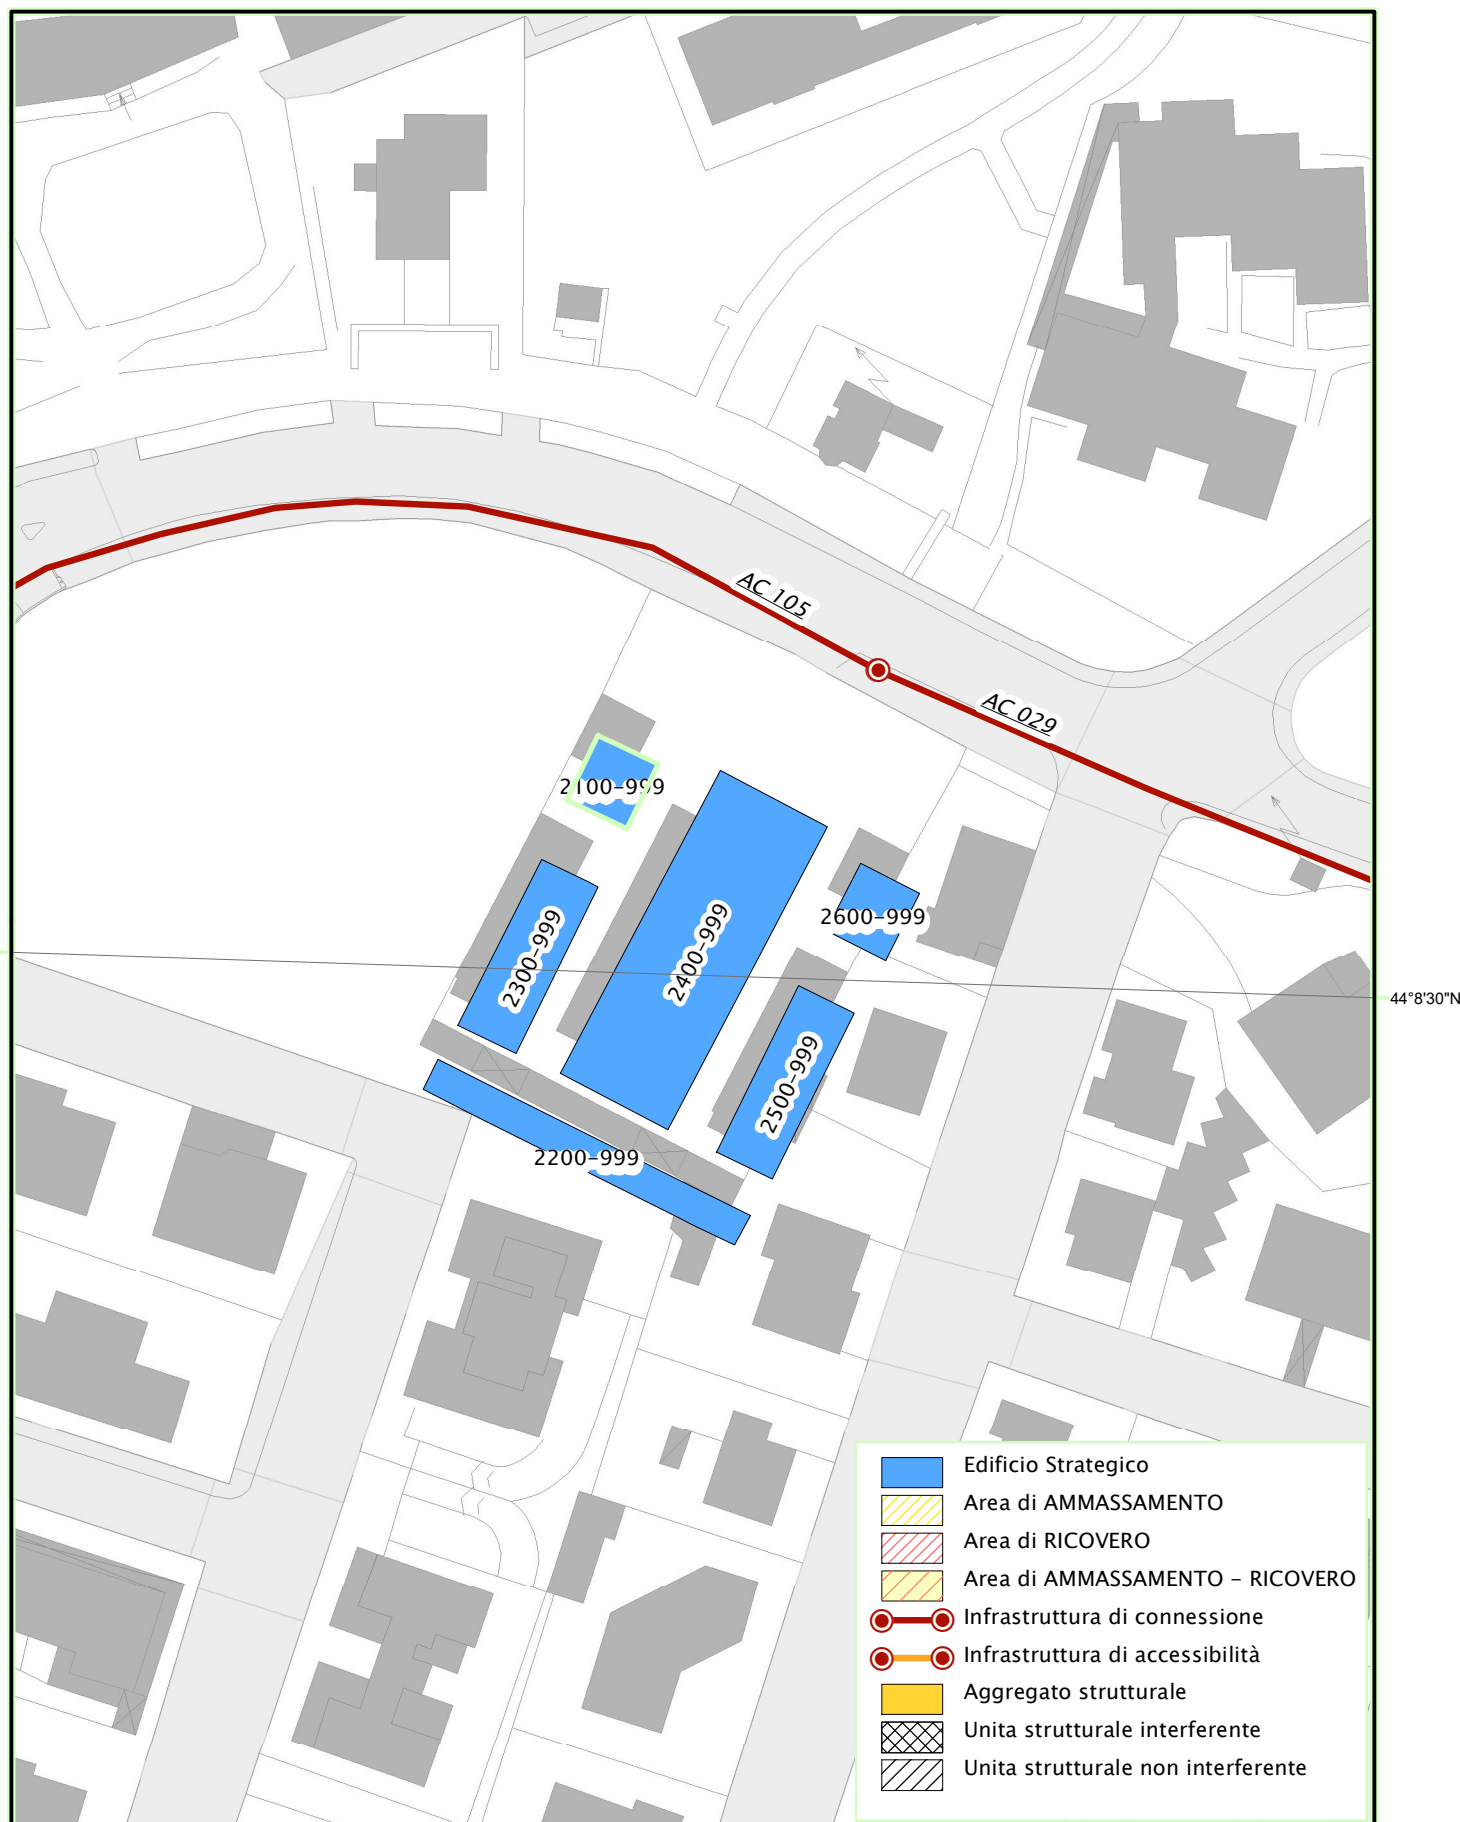 AC 105
AC 029
2100-999
2600-999
2300-999
2400-999
44°8'30"N
2500-999
2200-999
Edificio Strategico
Area di AMMASSAMENTO
Area di RICOVERO
Area di AMMASSAMENTO - RICOVERO
Infrastruttura di connessione
Infrastruttura di accessibilità
Aggregato strutturale
Unita strutturale interferente
Unita strutturale non interferente